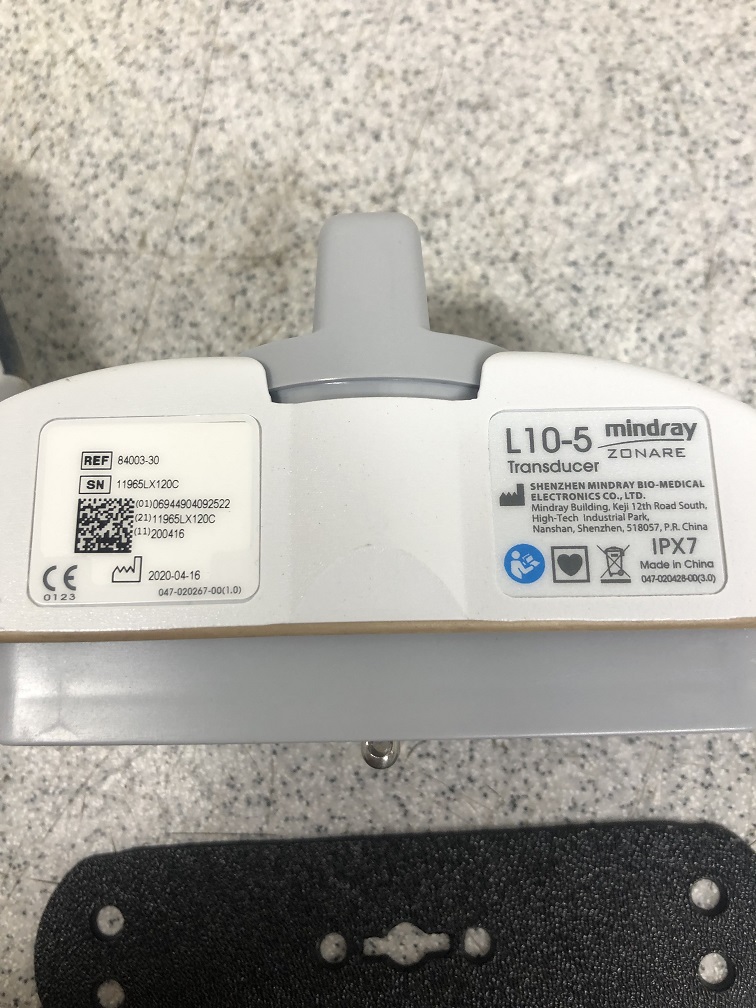 REF 84003-30
SN 11965LX120C
(01)06944904092522
(21)11965LX120C
(11)200416
2020-04-16
CE
0123
047-020267-00(1.0)
L10-5 mindray
Transducer ZONARE
SHENZHEN MINDRAY BIO-MEDICAL
ELECTRONICS CO., LTD.
Mindray Building, Keji 12th Road South,
High-Tech Industrial Park,
Nanshan, Shenzhen, 518057, P.R. China
IPX7
Made in China
047-020428-00(3.0)